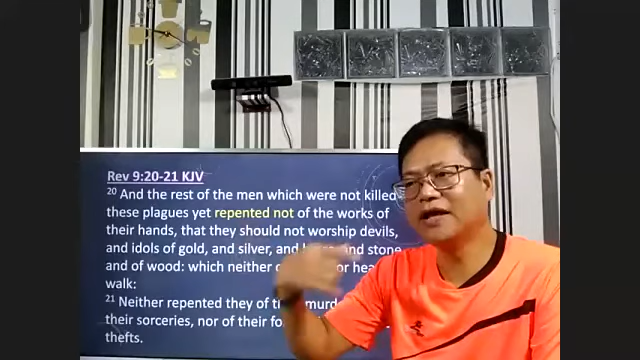 Rev 9:20-21 KJV
20 And the rest of the men which were not killed
these plagues yet repented not of the works of
their hands, that they should not worship devils,
and idols of gold, and silver, and stone
and of wood: which neither or
walk:
21 Neither repented they of
their sorceries, nor of their
thefts.